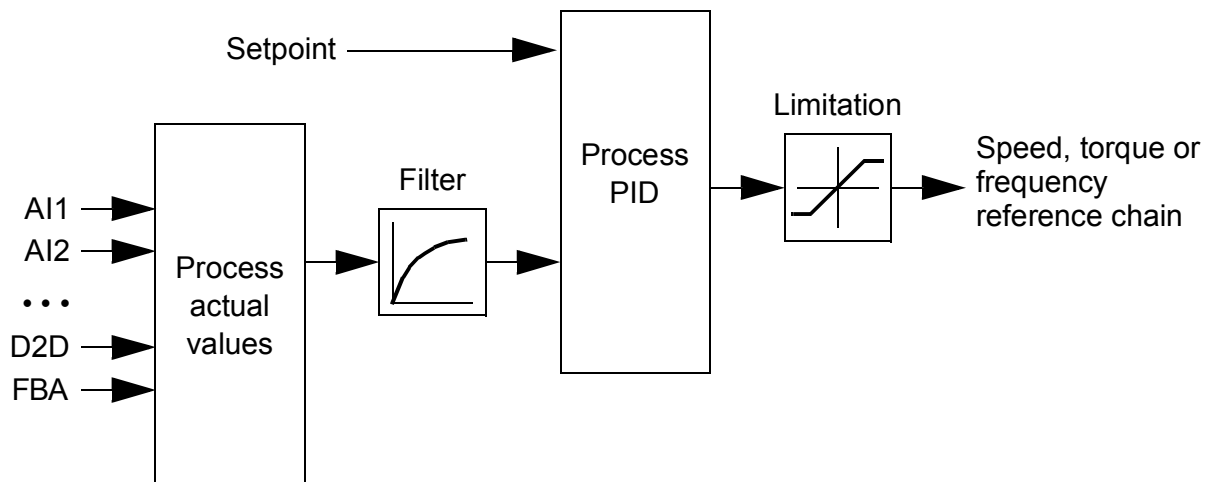 Setpoint
AI1
AI2
• • •
D2D
FBA
Process
actual
values
Filter
Process
PID
Limitation
Speed, torque or
frequency
reference chain